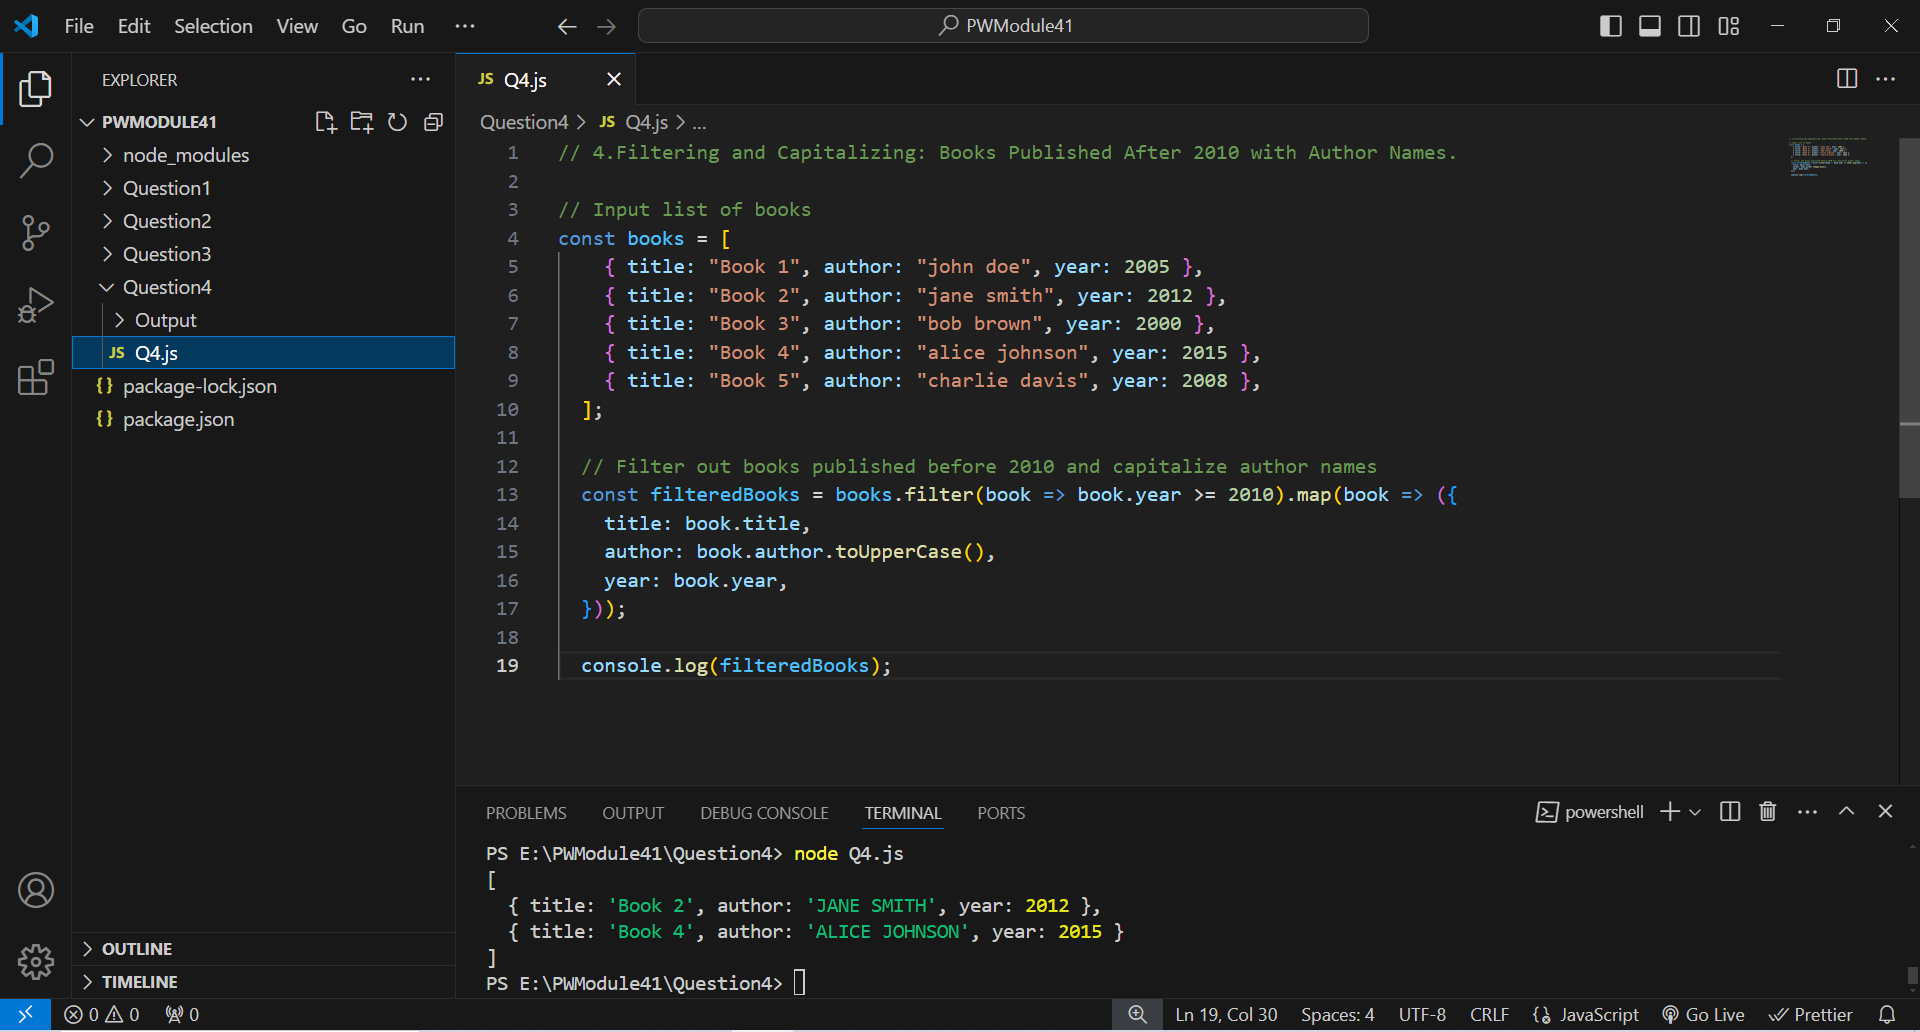 File Edit Selection View Go Run ... PWModule41
EXPLORER ...
PWMODULE41
node_modules
Question1
Question2
Question3
Question4
Output
JS Q4.js
{} package-lock.json
{} package.json
OUTLINE
TIMELINE
JS Q4.js
Question4 > JS Q4.js > ...
1 // 4.Filtering and Capitalizing: Books Published After 2010 with Author Names.
2
3 // Input list of books
4 const books = [
5 { title: "Book 1", author: "john doe", year: 2005 },
6 { title: "Book 2", author: "jane smith", year: 2012 },
7 { title: "Book 3", author: "bob brown", year: 2000 },
8 { title: "Book 4", author: "alice johnson", year: 2015 },
9 { title: "Book 5", author: "charlie davis", year: 2008 },
10 ];
11
12 // Filter out books published before 2010 and capitalize author names
13 const filteredBooks = books.filter(book => book.year >= 2010).map(book => ({
14 title: book.title,
15 author: book.author.toUpperCase(),
16 year: book.year,
17 }));
18
19 console.log(filteredBooks);
PROBLEMS OUTPUT DEBUG CONSOLE TERMINAL PORTS powershell
PS E:\PWModule41\Question4> node Q4.js
[
{ title: 'Book 2', author: 'JANE SMITH', year: 2012 },
{ title: 'Book 4', author: 'ALICE JOHNSON', year: 2015 }
]
PS E:\PWModule41\Question4>
0 0 0 Ln 19, Col 30 Spaces: 4 UTF-8 CRLF JavaScript Go Live Prettier